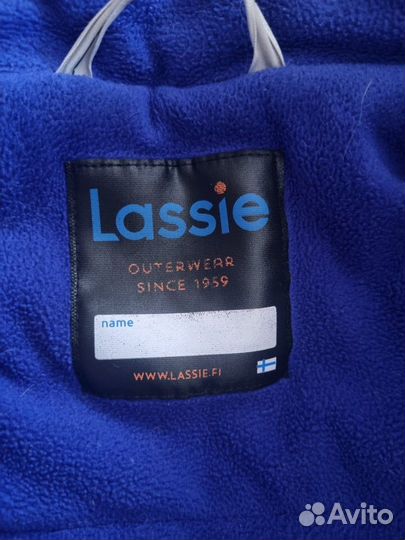 Lassie
OUTERWEAR
SINCE 1959
name
WWW.LASSIE.FI
Avito